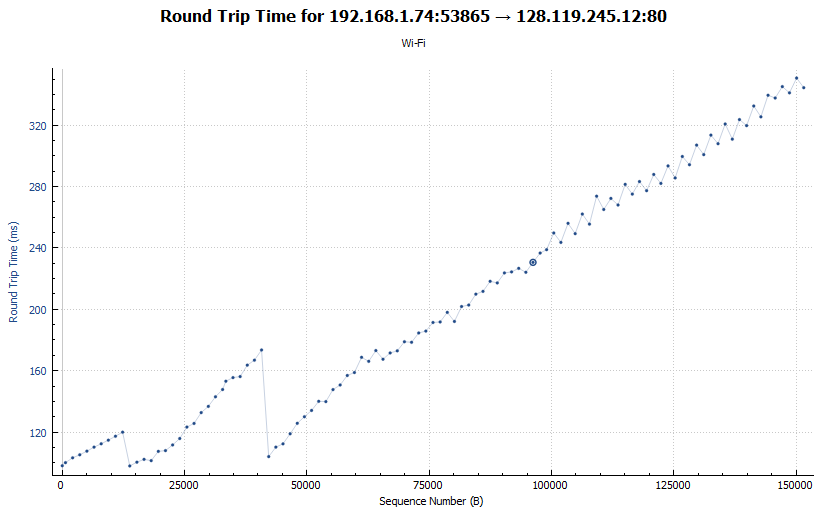 Round Trip Time for 192.168.1.74:53865 → 128.119.245.12:80
Wi-Fi
Round Trip Time (ms)
320
280
240
200
160
120
0 25000 50000 75000 100000 125000 150000
Sequence Number (B)